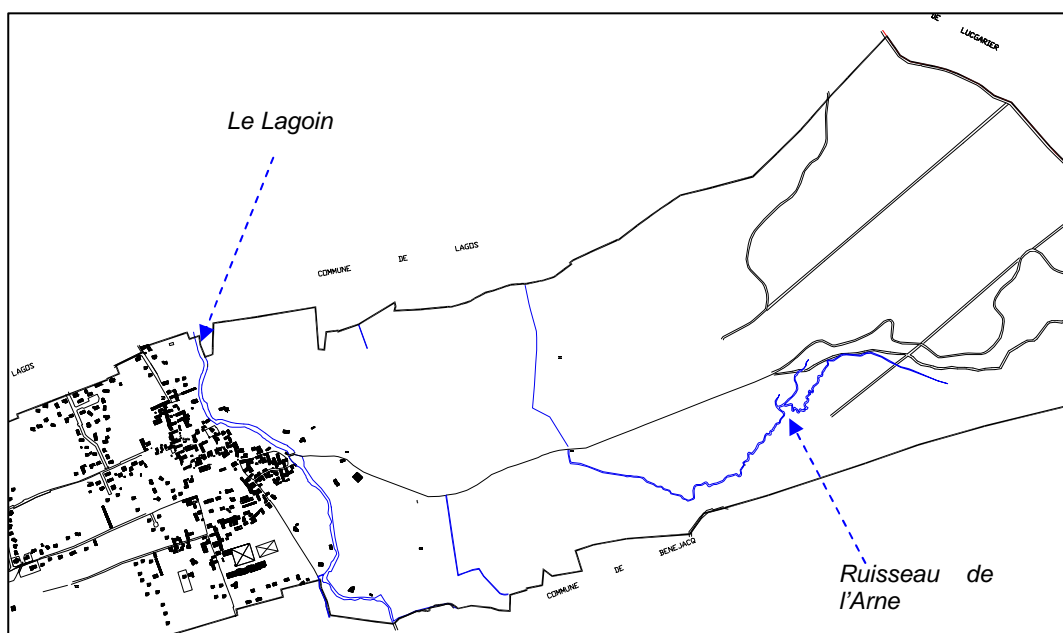 DE
LUCGARIER
Le Lagoin
COMMUNE DE LAGOS
LAGOS
COMMUNE DE BENEJACQ
Ruisseau de
l'Arne